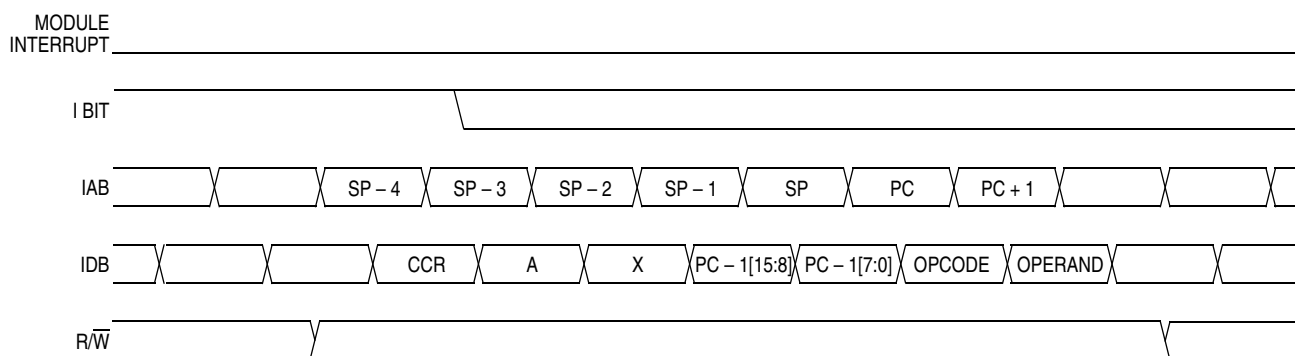 MODULE
INTERRUPT
I BIT
IAB SP – 4 SP – 3 SP – 2 SP – 1 SP PC PC + 1
IDB CCR A X PC – 1[15:8] PC – 1[7:0] OPCODE OPERAND
R/W̅